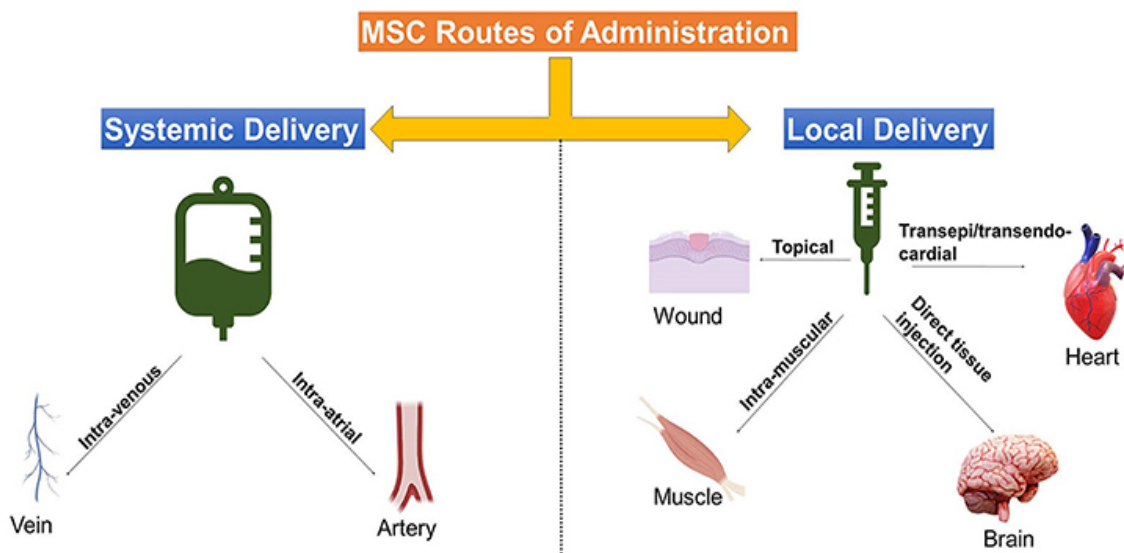 MSC Routes of Administration
Systemic Delivery
Local Delivery
Intra-venous
Intra-atrial
Vein
Artery
Topical
Transepi/transendo-
cardial
Wound
Heart
Intra-muscular
Direct tissue
injection
Muscle
Brain